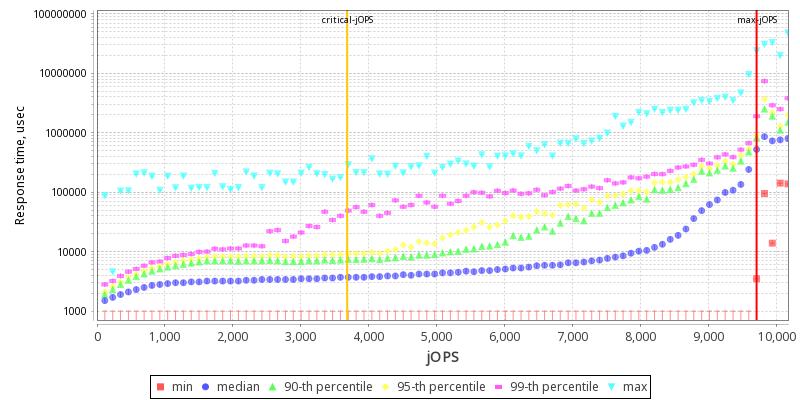 critical-jOPS max-jOPS
100000000
10000000
1000000
100000
10000
1000
Response time, usec
0 1,000 2,000 3,000 4,000 5,000 6,000 7,000 8,000 9,000 10,000
jOPS
min median 90-th percentile 95-th percentile 99-th percentile max